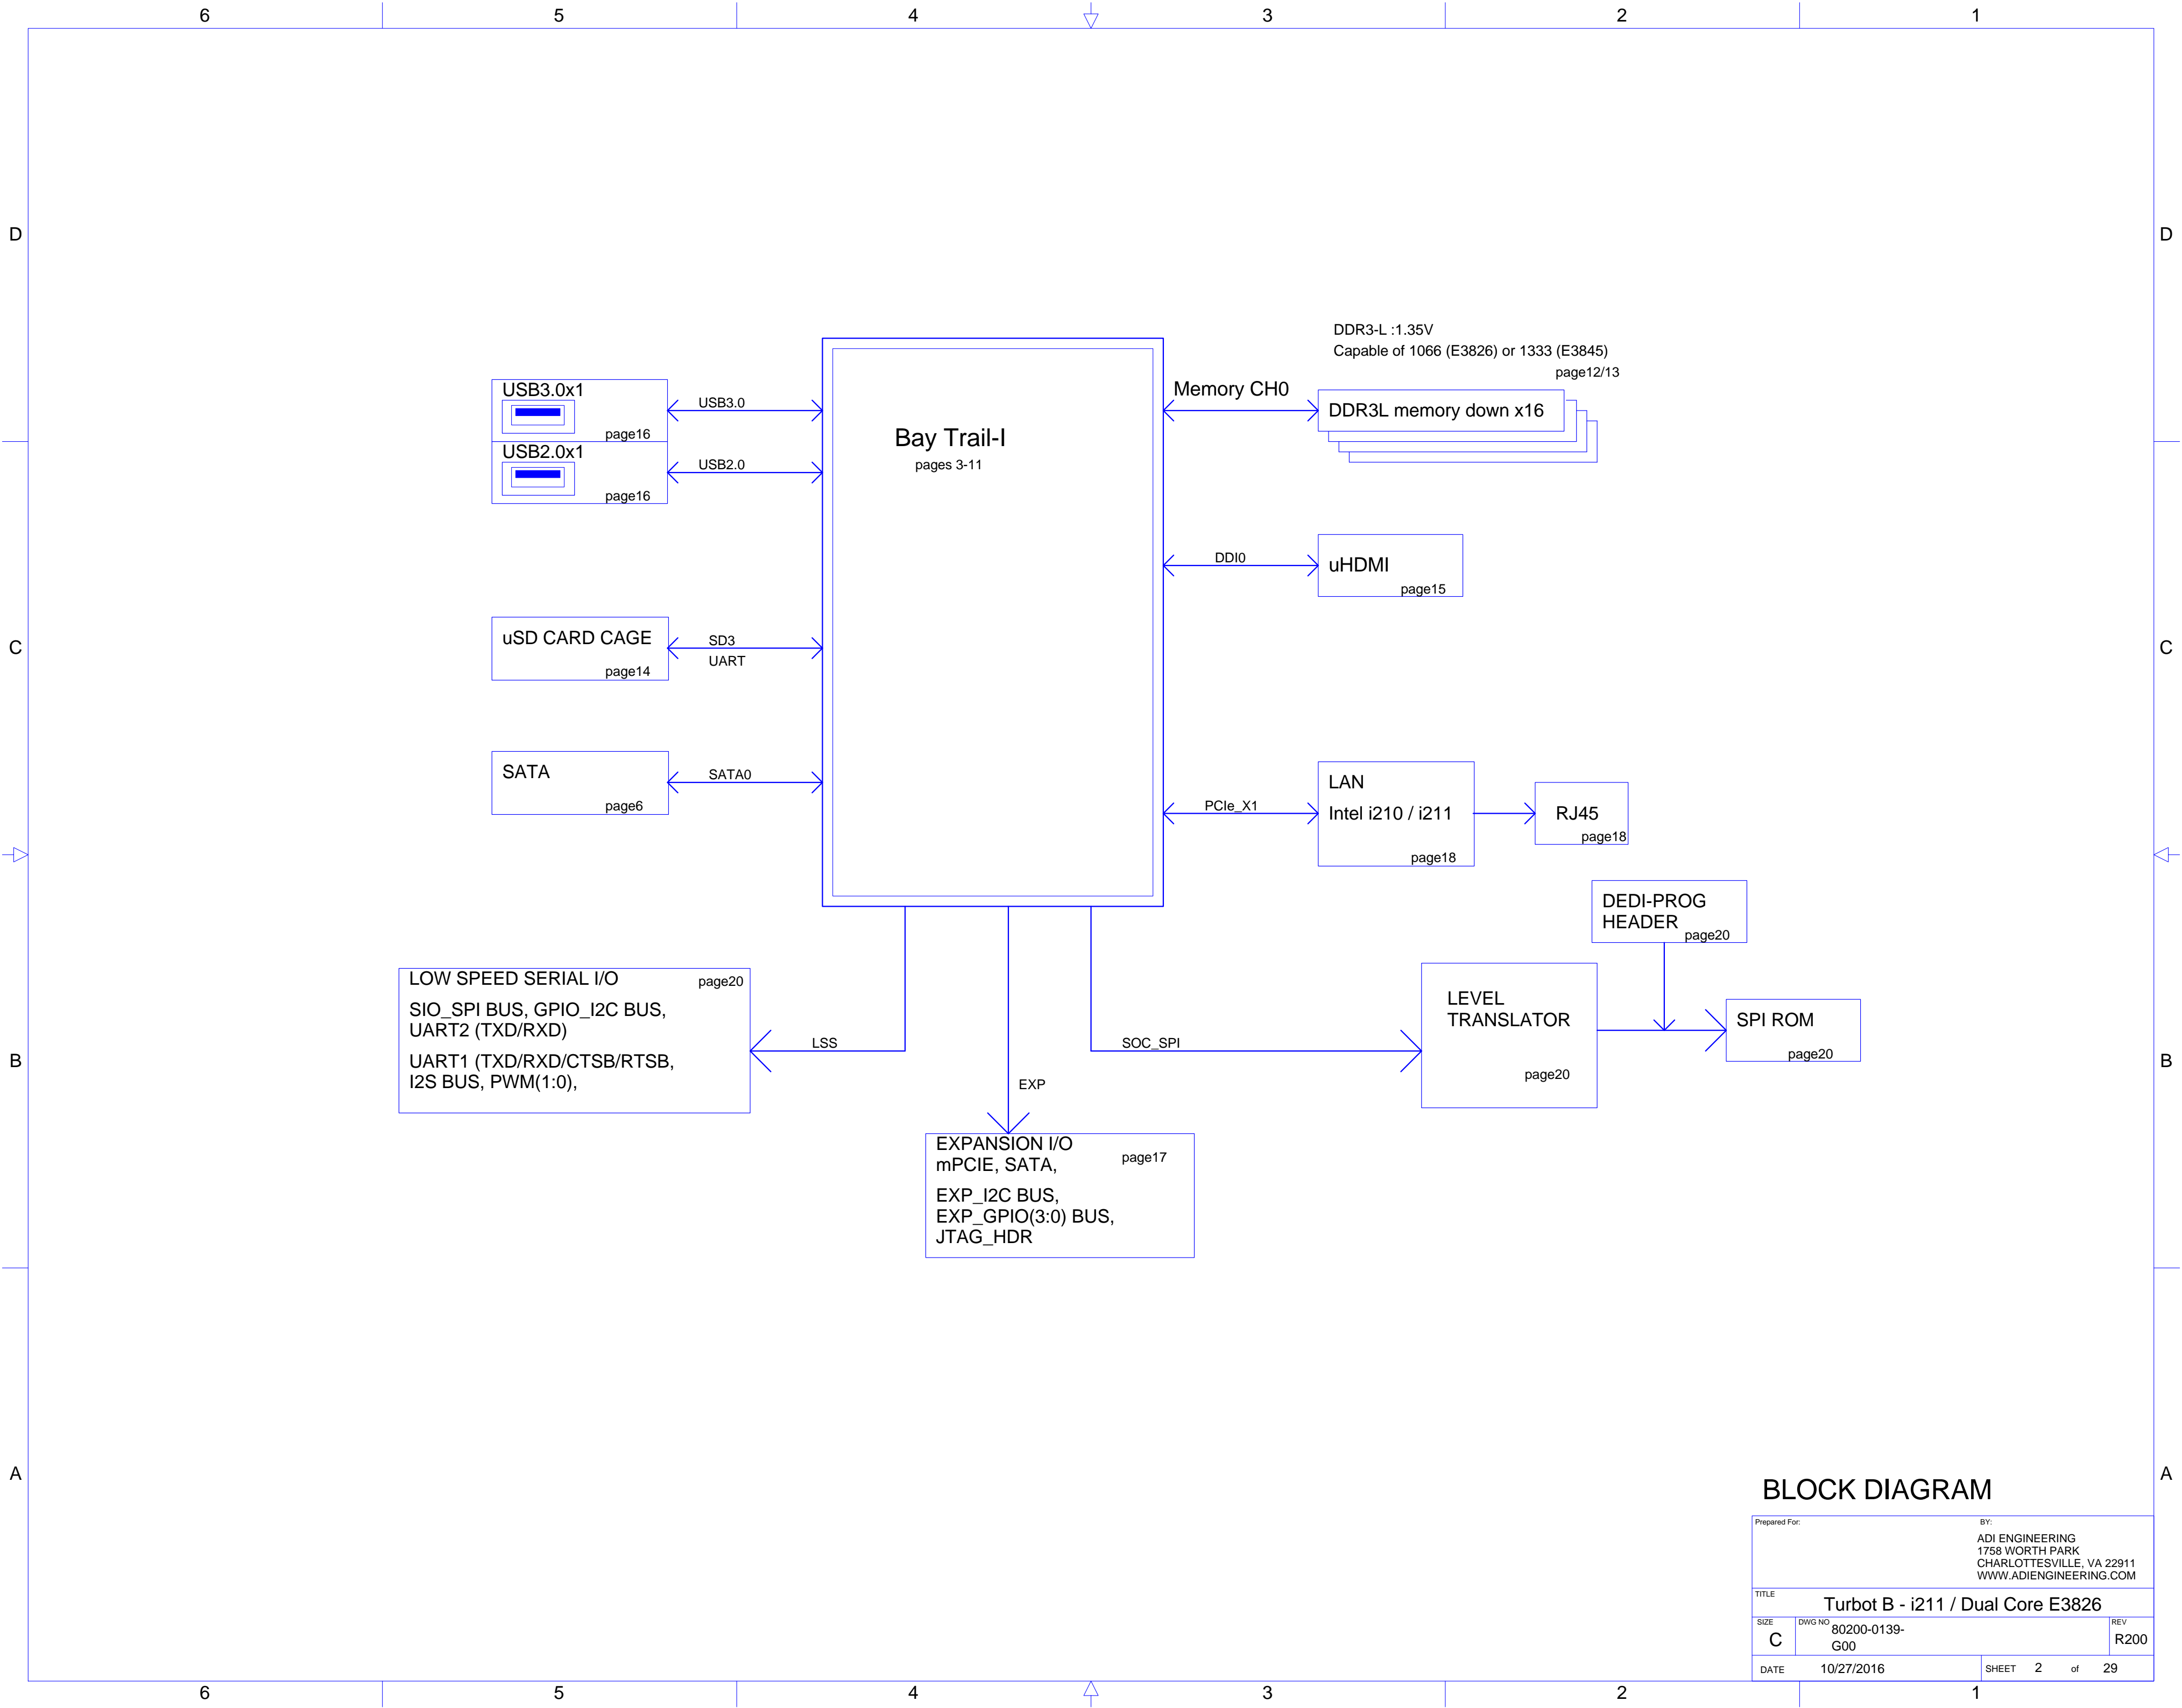 6 5 4 3 2 1
D D
C C
B B
A A
DDR3-L :1.35V
Capable of 1066 (E3826) or 1333 (E3845)
page12/13
USB3.0x1
page16
USB3.0
USB2.0x1
page16
USB2.0
Bay Trail-I
pages 3-11
Memory CH0
DDR3L memory down x16
DDI0
uHDMI
page15
uSD CARD CAGE
page14
SD3
UART
SATA
page6
SATA0
PCIe_X1
LAN
Intel i210 / i211
page18
RJ45
page18
DEDI-PROG
HEADER
page20
LOW SPEED SERIAL I/O
page20
SIO_SPI BUS, GPIO_I2C BUS,
UART2 (TXD/RXD)
UART1 (TXD/RXD/CTSB/RTSB,
I2S BUS, PWM(1:0),
LSS
EXP
SOC_SPI
LEVEL
TRANSLATOR
page20
SPI ROM
page20
EXPANSION I/O
mPCIE, SATA,
page17
EXP_I2C BUS,
EXP_GPIO(3:0) BUS,
JTAG_HDR
BLOCK DIAGRAM
Prepared For:
BY:
ADI ENGINEERING
1758 WORTH PARK
CHARLOTTESVILLE, VA 22911
WWW.ADIENGINEERING.COM
TITLE
Turbot B - i211 / Dual Core E3826
SIZE
C
DWG NO
80200-0139-
G00
REV
R200
DATE 10/27/2016
SHEET 2 of 29
6 5 4 3 2 1